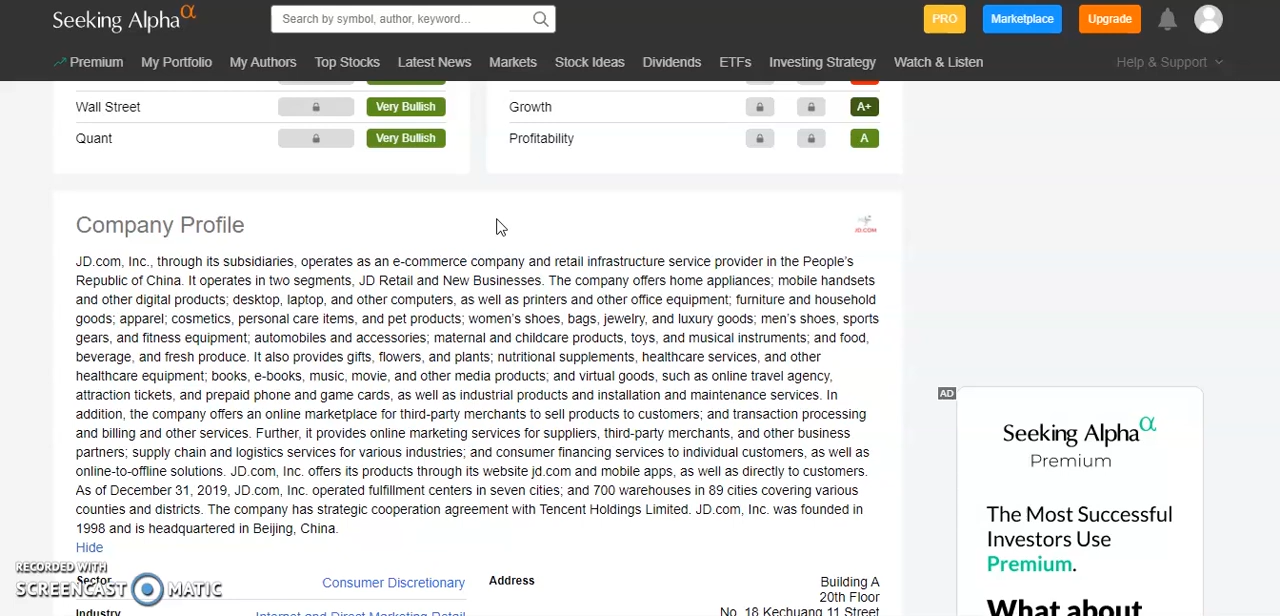 Seeking Alpha α
Search by symbol, author, keyword...
PRO
Marketplace
Upgrade
Premium
My Portfolio
My Authors
Top Stocks
Latest News
Markets
Stock Ideas
Dividends
ETFs
Investing Strategy
Watch & Listen
Help & Support
Wall Street
Very Bullish
Growth
A+
Quant
Very Bullish
Profitability
A
Company Profile
JD.COM
JD.com, Inc., through its subsidiaries, operates as an e-commerce company and retail infrastructure service provider in the People's
Republic of China. It operates in two segments, JD Retail and New Businesses. The company offers home appliances; mobile handsets
and other digital products; desktop, laptop, and other computers, as well as printers and other office equipment; furniture and household
goods; apparel; cosmetics, personal care items, and pet products; women's shoes, bags, jewelry, and luxury goods; men's shoes, sports
gears, and fitness equipment; automobiles and accessories; maternal and childcare products, toys, and musical instruments; and food,
beverage, and fresh produce. It also provides gifts, flowers, and plants; nutritional supplements, healthcare services, and other
healthcare equipment; books, e-books, music, movie, and other media products; and virtual goods, such as online travel agency,
attraction tickets, and prepaid phone and game cards, as well as industrial products and installation and maintenance services. In
addition, the company offers an online marketplace for third-party merchants to sell products to customers; and transaction processing
and billing and other services. Further, it provides online marketing services for suppliers, third-party merchants, and other business
partners; supply chain and logistics services for various industries; and consumer financing services to individual customers, as well as
online-to-offline solutions. JD.com, Inc. offers its products through its website jd.com and mobile apps, as well as directly to customers.
As of December 31, 2019, JD.com, Inc. operated fulfillment centers in seven cities; and 700 warehouses in 89 cities covering various
counties and districts. The company has strategic cooperation agreement with Tencent Holdings Limited. JD.com, Inc. was founded in
1998 and is headquartered in Beijing, China.
Hide
Sector
Consumer Discretionary
Address
Building A
20th Floor
No. 18 Kechuang 11 Street
Industry
Internet and Direct Marketing Retail
RECORDED WITH
SCREENCAST MATIC
AD
Seeking Alpha α
Premium
The Most Successful
Investors Use
Premium.
What about